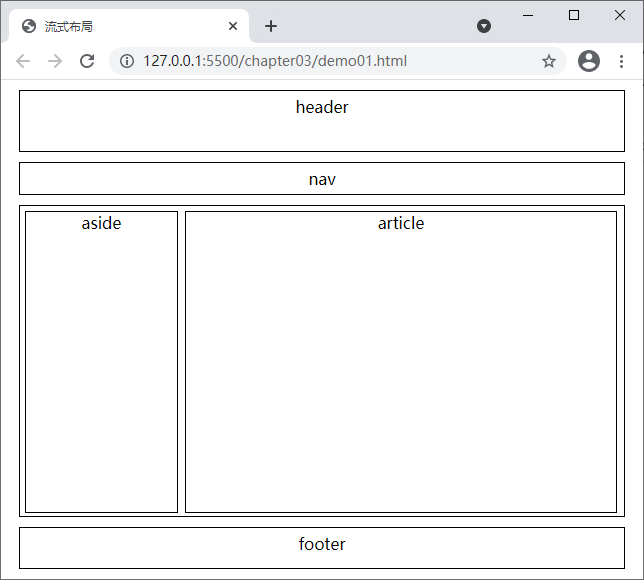 流式布局
127.0.0.1:5500/chapter03/demo01.html
header
nav
aside
article
footer